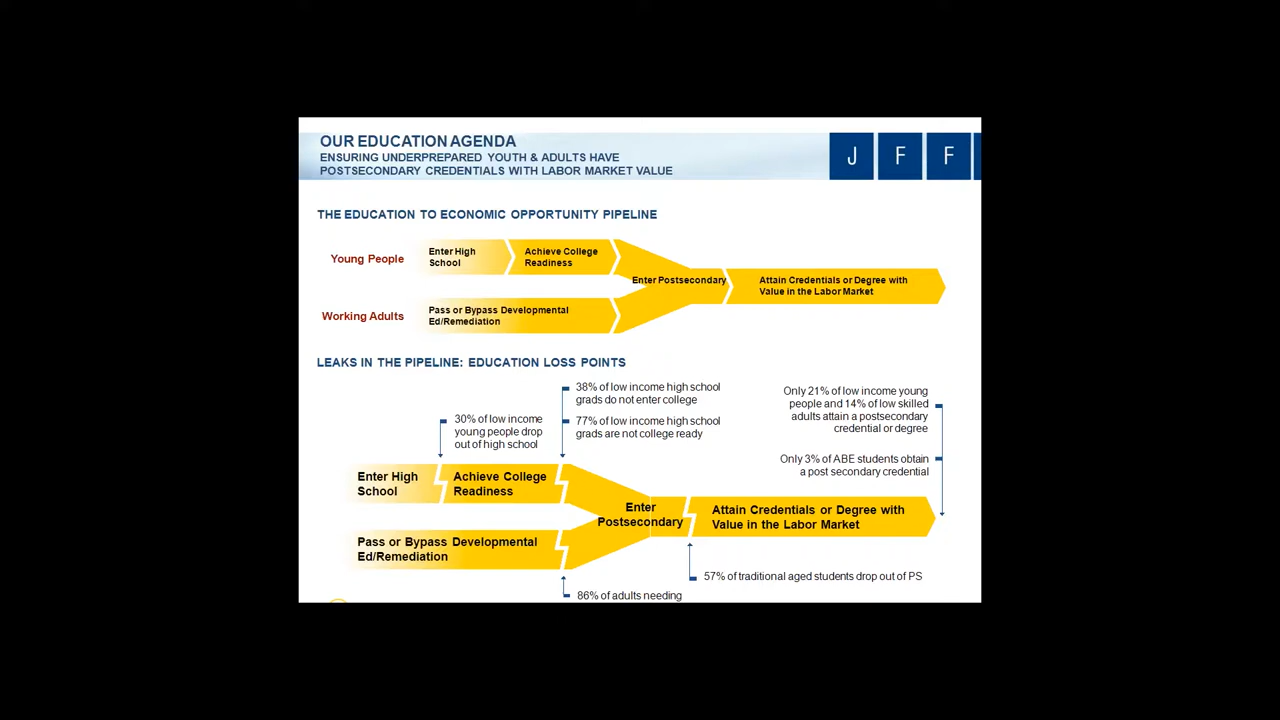 OUR EDUCATION AGENDA
ENSURING UNDERPREPARED YOUTH & ADULTS HAVE
POSTSECONDARY CREDENTIALS WITH LABOR MARKET VALUE
J F F
THE EDUCATION TO ECONOMIC OPPORTUNITY PIPELINE
Young People
Enter High
School
Achieve College
Readiness
Working Adults
Pass or Bypass Developmental
Ed/Remediation
Enter Postsecondary
Attain Credentials or Degree with
Value in the Labor Market
LEAKS IN THE PIPELINE: EDUCATION LOSS POINTS
30% of low income
young people drop
out of high school
38% of low income high school
grads do not enter college
77% of low income high school
grads are not college ready
Only 21% of low income young
people and 14% of low skilled
adults attain a postsecondary
credential or degree
Only 3% of ABE students obtain
a post secondary credential
Enter High
School
Achieve College
Readiness
Pass or Bypass Developmental
Ed/Remediation
Enter
Postsecondary
Attain Credentials or Degree with
Value in the Labor Market
57% of traditional aged students drop out of PS
86% of adults needing